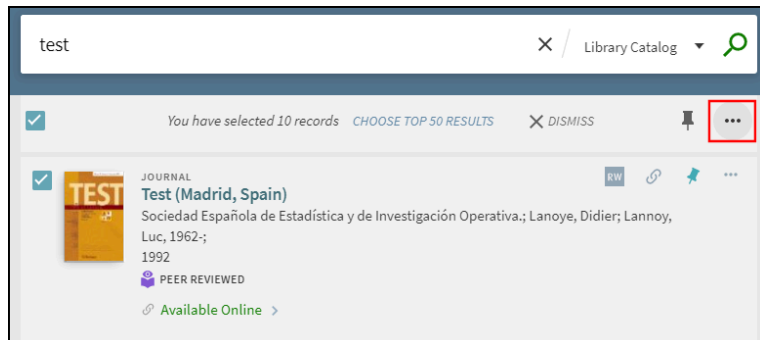 test
Library Catalog
You have selected 10 records CHOOSE TOP 50 RESULTS DISMISS
JOURNAL
TEST
RW
Test (Madrid, Spain)
Sociedad Española de Estadística y de Investigación Operativa.; Lanoye, Didier; Lannoy,
Luc, 1962-;
1992
PEER REVIEWED
Available Online